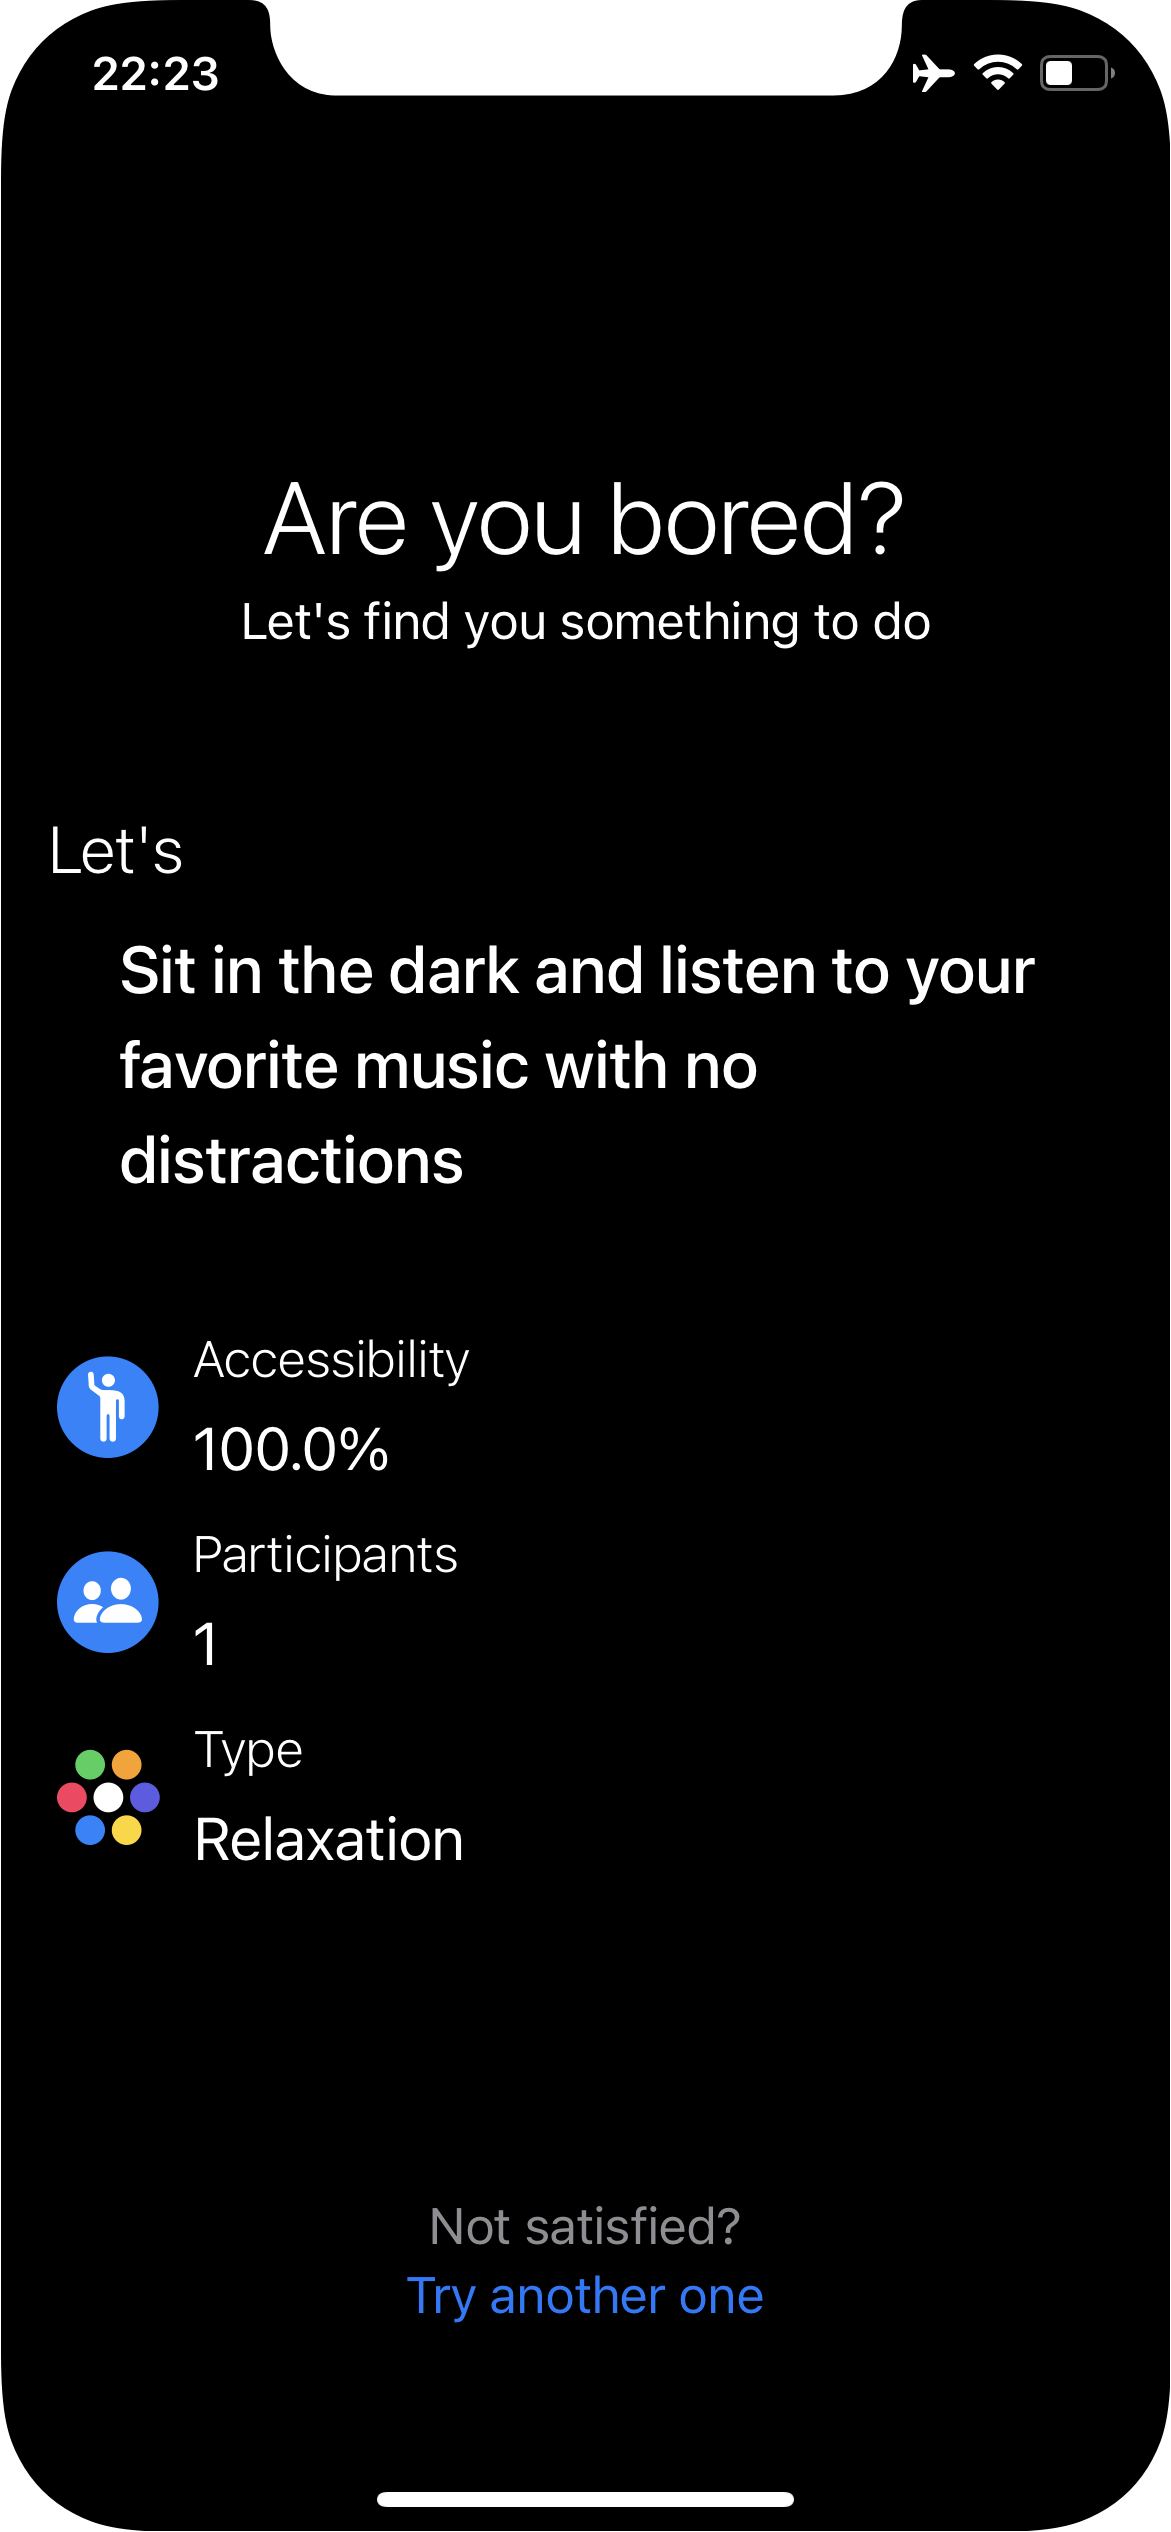 22:23
Are you bored?
Let's find you something to do
Let's
Sit in the dark and listen to your
favorite music with no
distractions
Accessibility
100.0%
Participants
1
Type
Relaxation
Not satisfied?
Try another one